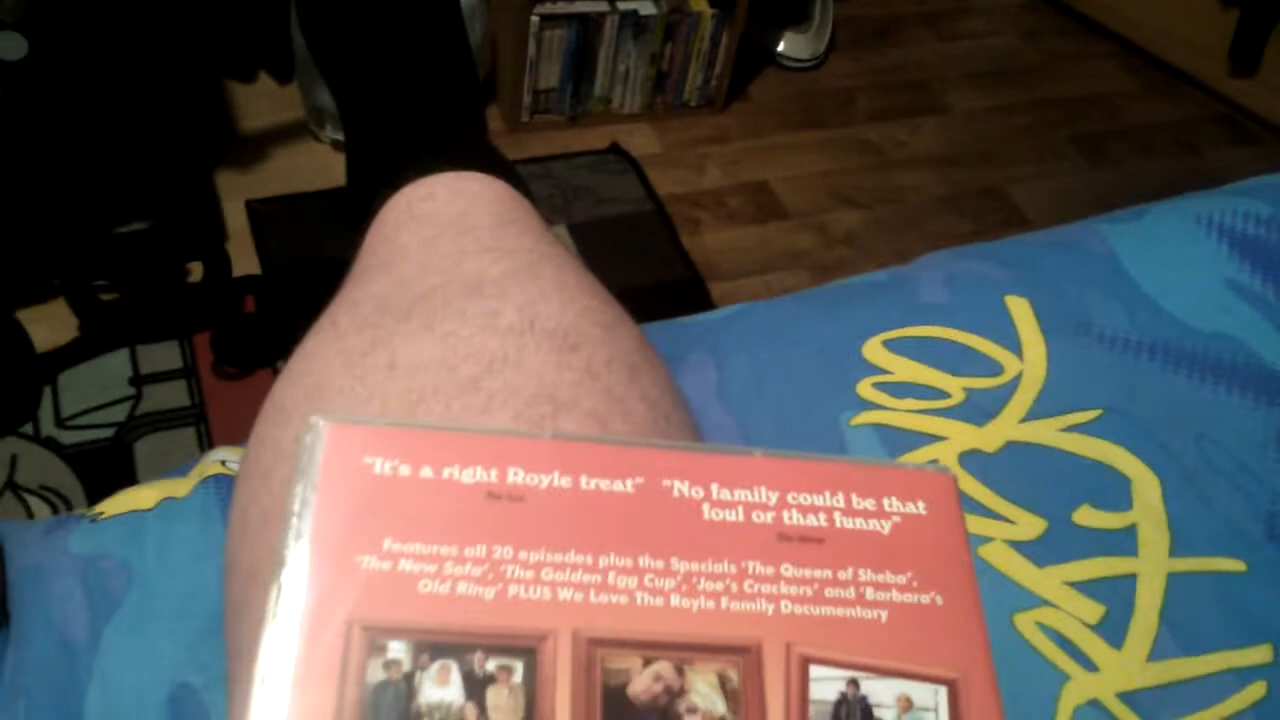 "It's a right Royle treat"
"No family could be that
foul or that funny"
Features all 20 episodes plus the Specials 'The Queen of Sheba',
'The New Sofa', 'The Golden Egg Cup', 'Joe's Crackers' and 'Barbara's
Old Ring' PLUS We Love The Royle Family Documentary